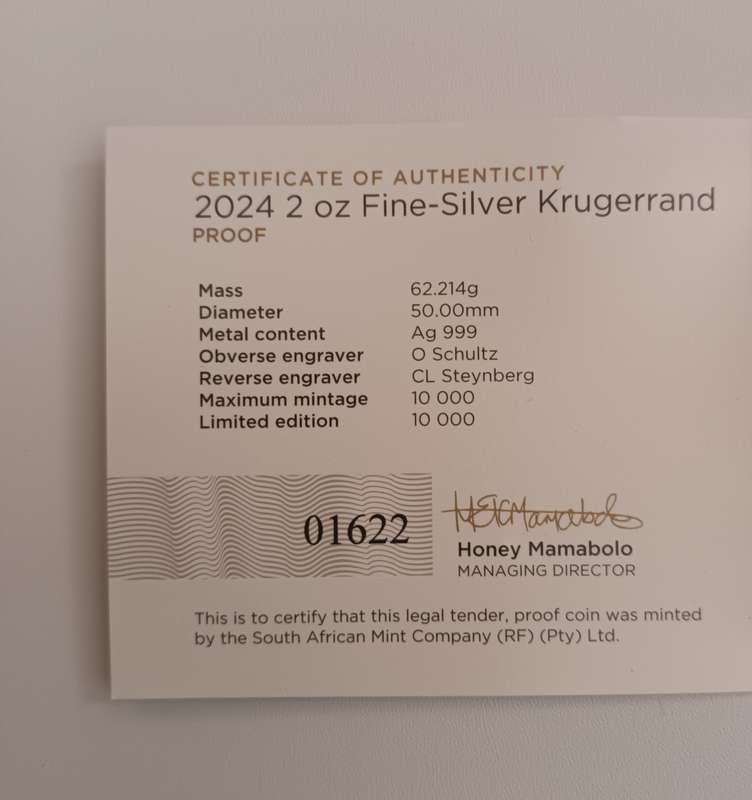 CERTIFICATE OF AUTHENTICITY
2024 2 oz Fine-Silver Krugerrand
PROOF
Mass 62.214g
Diameter 50.00mm
Metal content Ag 999
Obverse engraver O Schultz
Reverse engraver CL Steynberg
Maximum mintage 10 000
Limited edition 10 000
01622
Honey Mamabolo
MANAGING DIRECTOR
This is to certify that this legal tender, proof coin was minted
by the South African Mint Company (RF) (Pty) Ltd.